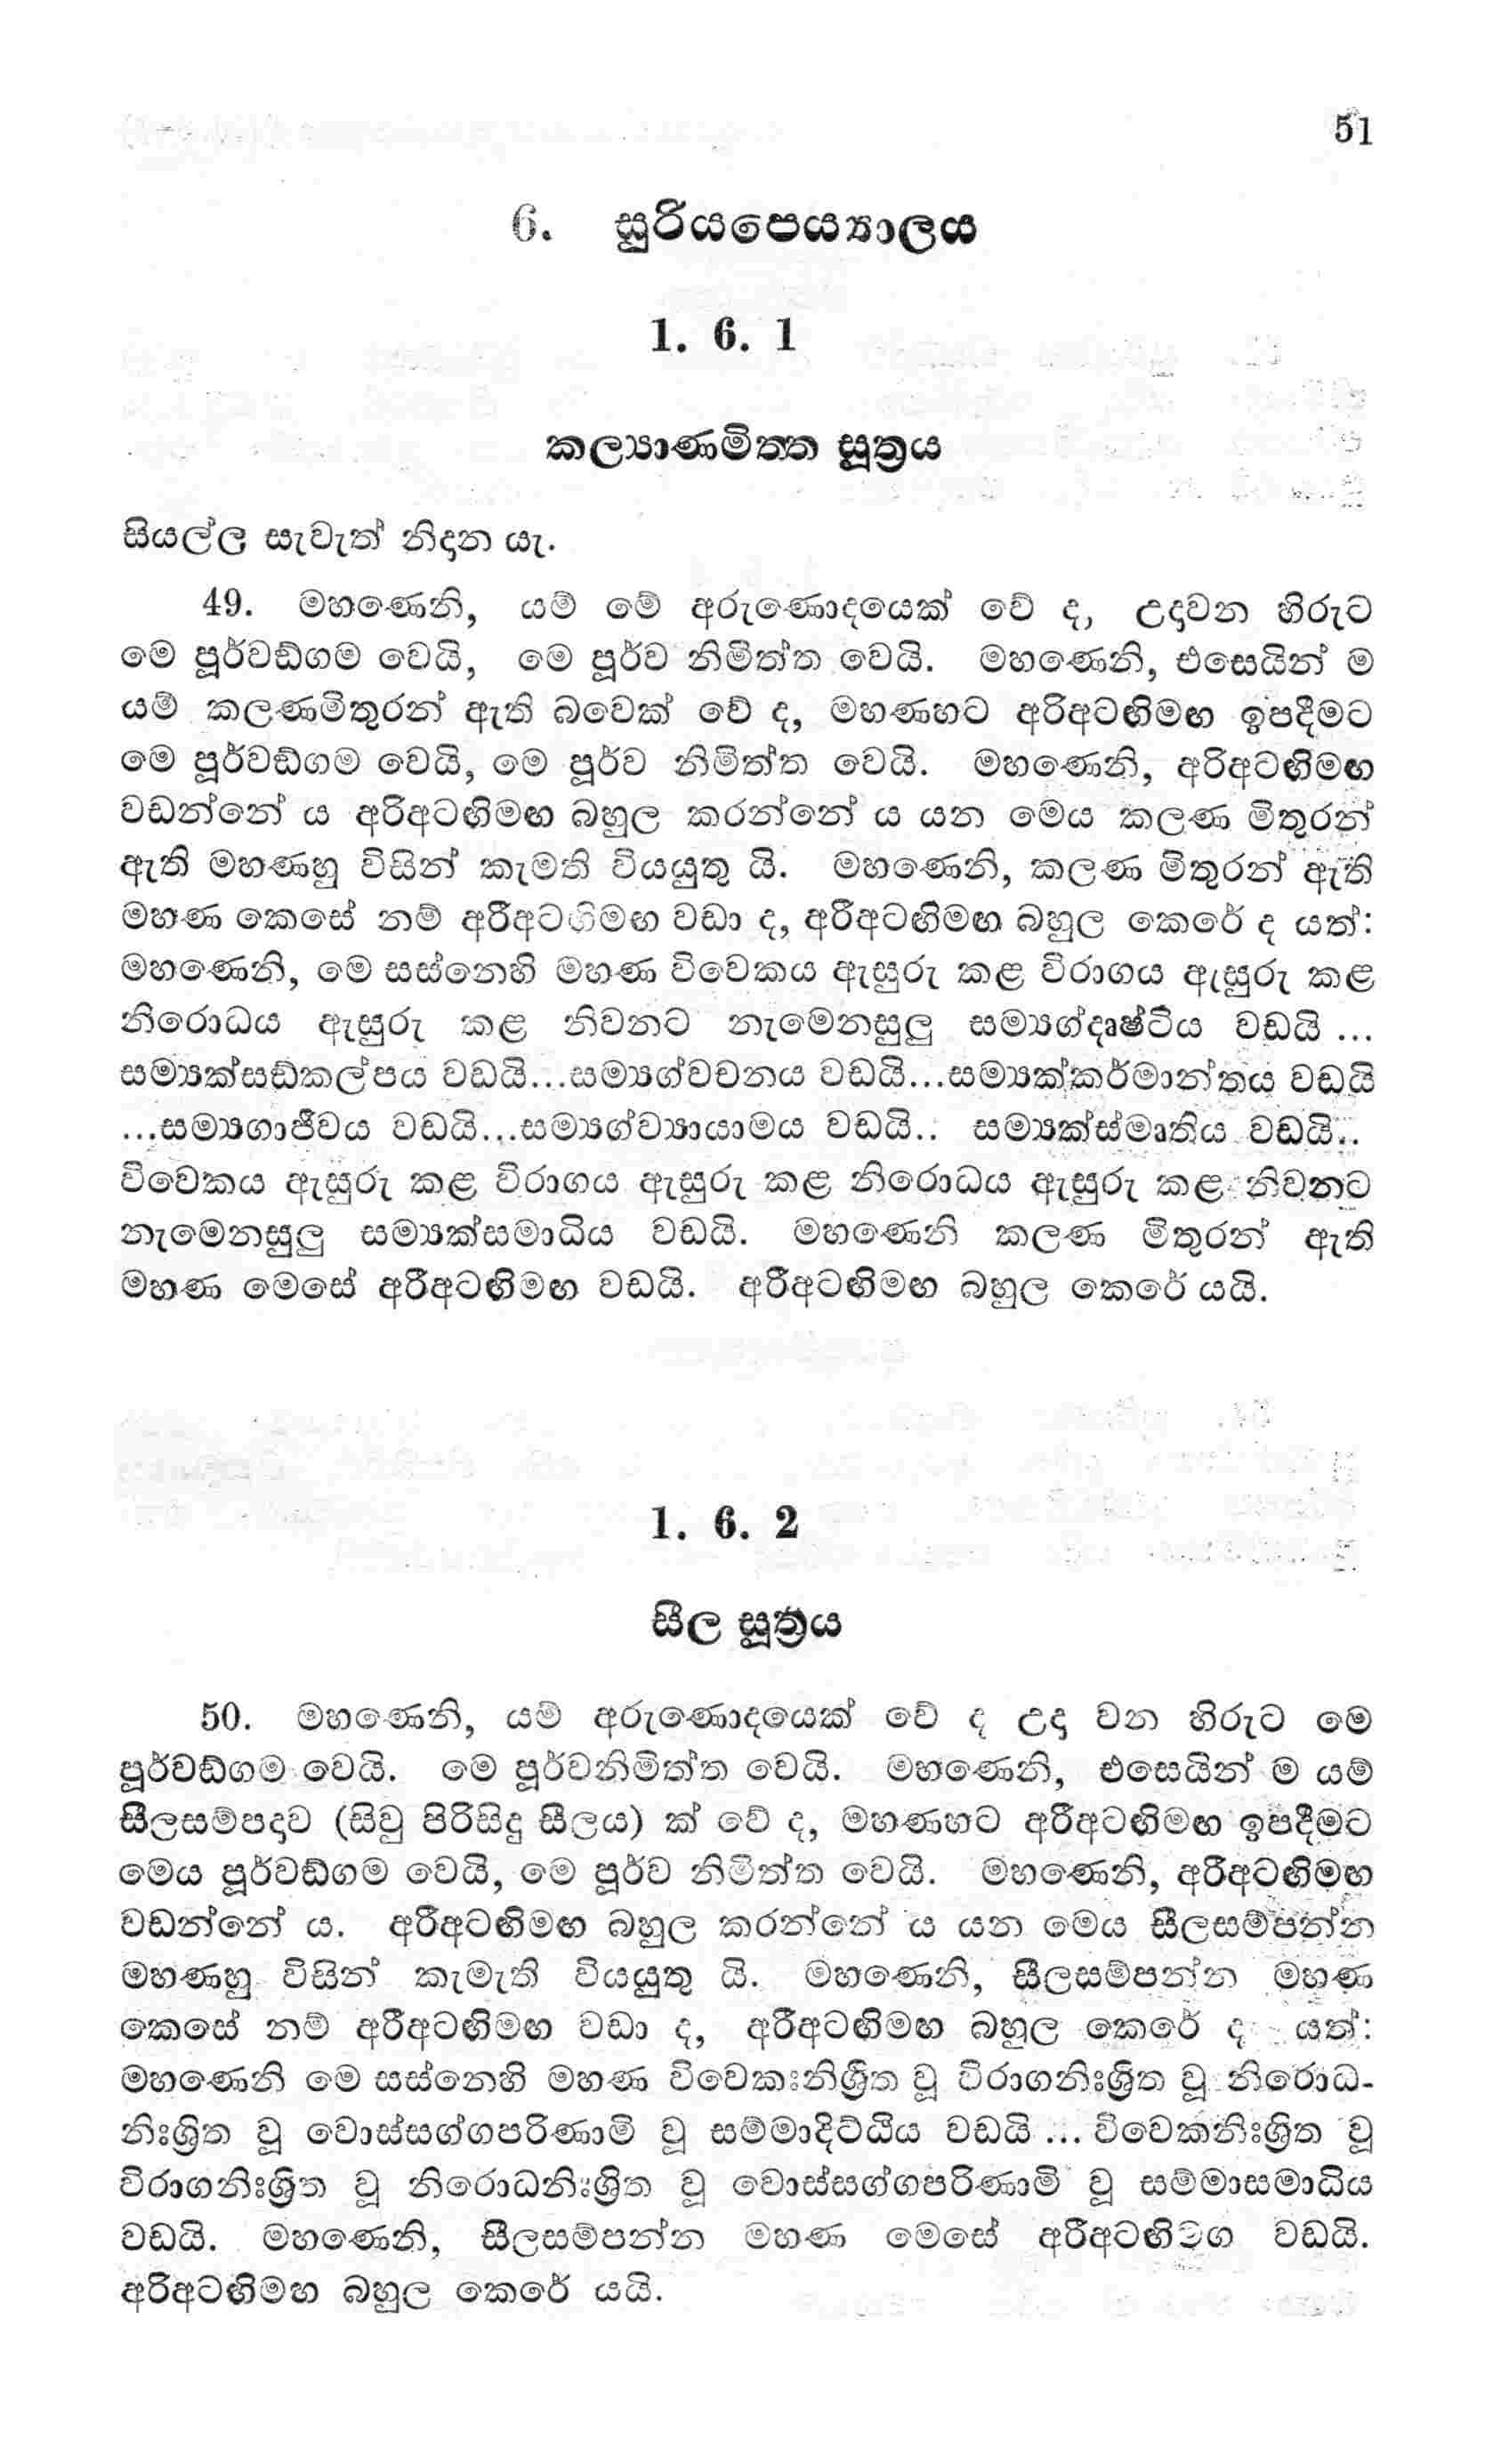 51
6. සූරියපෙය්‍යාලය
1. 6. 1
කල්‍යාණමිත්ත සූත්‍රය
සියල්ල සැවැත් නිදාන යැ.
49. මහණෙනි, යම් මේ අරුණොදයෙක් වේ ද, උදාවන හිරුට
මෙ පූර්වඞ්ගම වෙයි, මෙ පූර්ව නිමිත්ත වෙයි. මහණෙනි, එසෙයින් ම
යම් කලණමිතුරන් ඇති බවෙක් වේ ද, මහණහට අරිඅටඟිමඟ ඉපදීමට
මෙ පූර්වඞ්ගම වෙයි, මෙ පූර්ව නිමිත්ත වෙයි. මහණෙනි, අරිඅටඟිමඟ
වඩන්නේ ය අරිඅටඟිමඟ බහුල කරන්නේ ය යන මෙය කලණ මිතුරන්
ඇති මහණහු විසින් කැමති වියයුතු යි. මහණෙනි, කලණ මිතුරන් ඇති
මහණ කෙසේ නම් අරීඅටඟිමඟ වඩා ද, අරීඅටඟිමඟ බහුල කෙරේ ද යත්:
මහණෙනි, මෙ සස්නෙහි මහණ විවෙකය ඇසුරු කළ විරාගය ඇසුරු කළ
නිරොධය ඇසුරු කළ නිවනට නැමෙනසුලු සම්‍යග්දෘෂ්ටිය වඩයි ...
සම්‍යක්සඞ්කල්පය වඩයි...සම්‍යග්වචනය වඩයි...සම්‍යක්කර්මාන්තය වඩයි
...සම්‍යගාජීවය වඩයි...සම්‍යග්ව්‍යායාමය වඩයි.. සම්‍යක්ස්මෘතිය වඩයි..
විවෙකය ඇසුරු කළ විරාගය ඇසුරු කළ නිරොධය ඇසුරු කළ නිවනට
නැමෙනසුලු සම්‍යක්සමාධිය වඩයි. මහණෙනි කලණ මිතුරන් ඇති
මහණ මෙසේ අරීඅටඟිමඟ වඩයි. අරීඅටඟිමඟ බහුල කෙරේ යයි.
1. 6. 2
සීල සූත්‍රය
50. මහණෙනි, යම් අරුණොදයෙක් වේ ද උදා වන හිරුට මෙ
පූර්වඞ්ගම වෙයි. මෙ පූර්වනිමිත්ත වෙයි. මහණෙනි, එසෙයින් ම යම්
සීලසම්පදාව (සිවු පිරිසිදු සීලය) ක් වේ ද, මහණහට අරීඅටඟිමඟ ඉපදීමට
මෙය පූර්වඞ්ගම වෙයි, මෙ පූර්ව නිමිත්ත වෙයි. මහණෙනි, අරීඅටඟිමඟ
වඩන්නේ ය. අරීඅටඟිමඟ බහුල කරන්නේ ය යන මෙය සීලසම්පන්න
මහණහු විසින් කැමැති වියයුතු යි. මහණෙනි, සීලසම්පන්න මහණ
කෙසේ නම් අරීඅටඟිමඟ වඩා ද, අරීඅටඟිමඟ බහුල කෙරේ ද යත්:
මහණෙනි මෙ සස්නෙහි මහණ විවෙකඃනිශ්‍රිත වූ විරාගනිඃශ්‍රිත වූ නිරොධ-
නිඃශ්‍රිත වූ වොස්සග්ගපරිණාමි වූ සම්මාදිට්ඨිය වඩයි ... විවෙකනිඃශ්‍රිත වූ
විරාගනිඃශ්‍රිත වූ නිරොධනිඃශ්‍රිත වූ වොස්සග්ගපරිණාමි වූ සම්මාසමාධිය
වඩයි. මහණෙනි, සීලසම්පන්න මහණ මෙසේ අරීඅටඟිමග වඩයි.
අරිඅටඟිමඟ බහුල කෙරේ යයි.